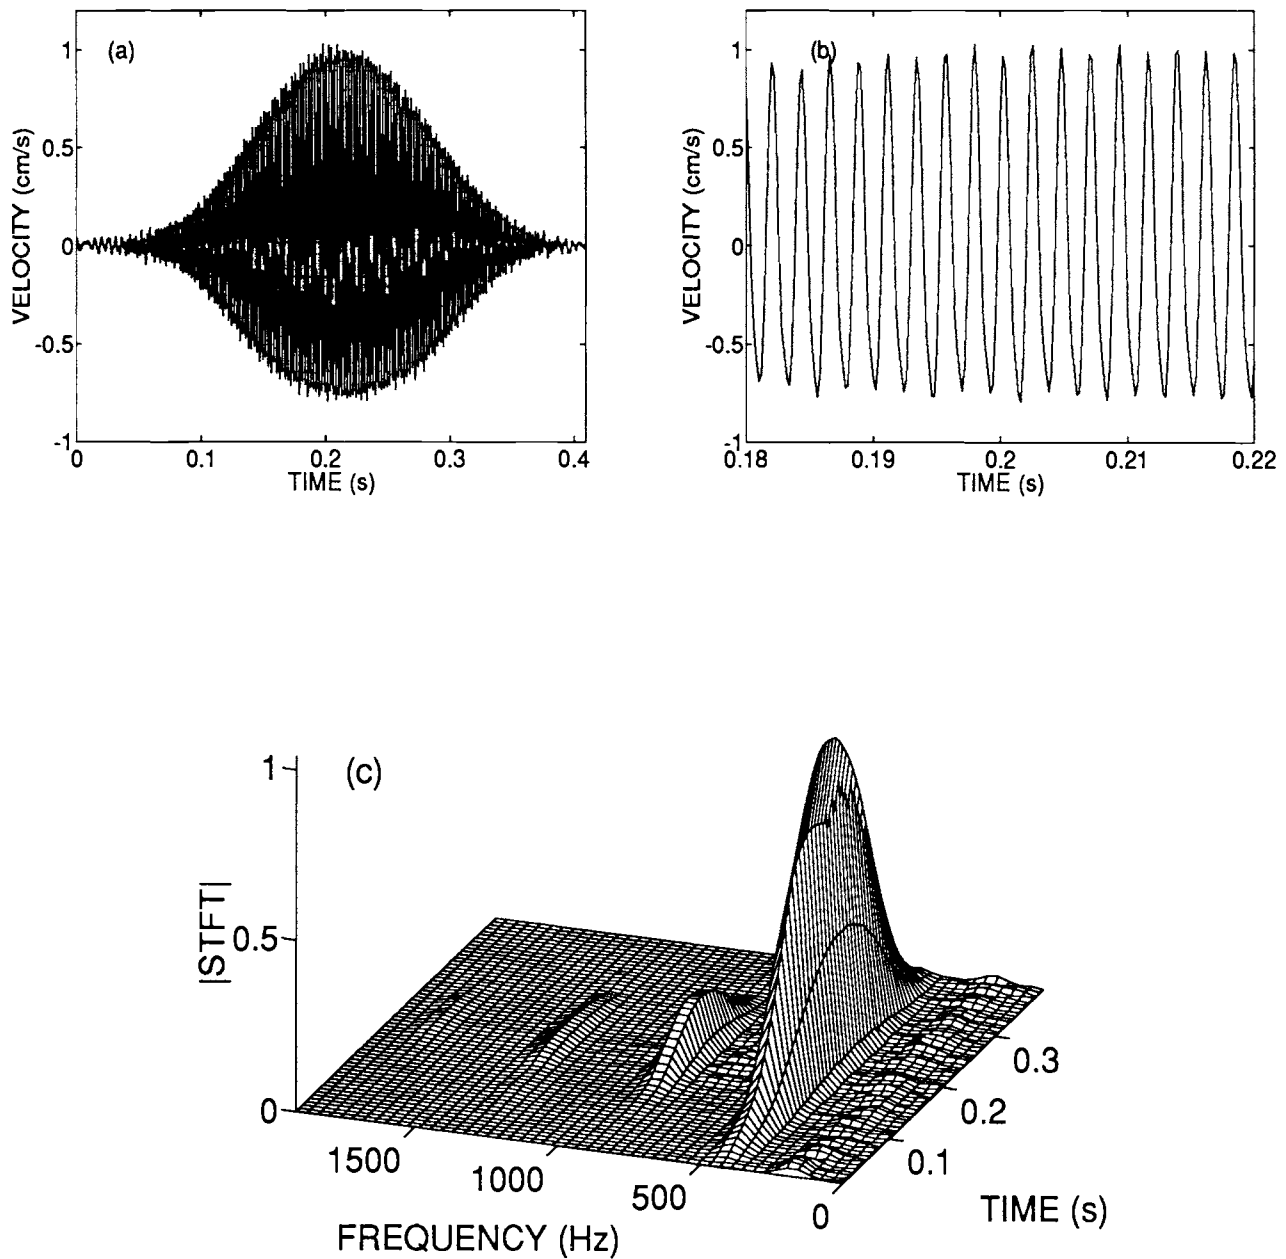 (a)
1
0.5
0
-0.5
-1
VELOCITY (cm/s)
0 0.1 0.2 0.3 0.4
TIME (s)
(b)
1
0.5
0
-0.5
-1
VELOCITY (cm/s)
0.18 0.19 0.2 0.21 0.22
TIME (s)
(c)
1
0.5
0
|STFT|
1500 1000 500 0
FREQUENCY (Hz)
0.1 0.2 0.3
TIME (s)